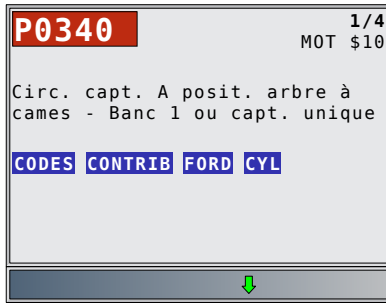 P0340
1/4
MOT $10
Circ. capt. A posit. arbre à
cames - Banc 1 ou capt. unique
CODES CONTRIB FORD CYL